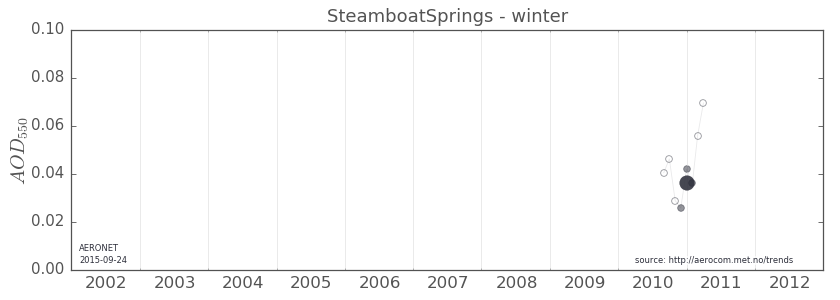 SteamboatSprings - winter
0.10
0.08
0.06
0.04
0.02
0.00
AOD550
AERONET
2015-09-24
source: http://aerocom.met.no/trends
2002 2003 2004 2005 2006 2007 2008 2009 2010 2011 2012